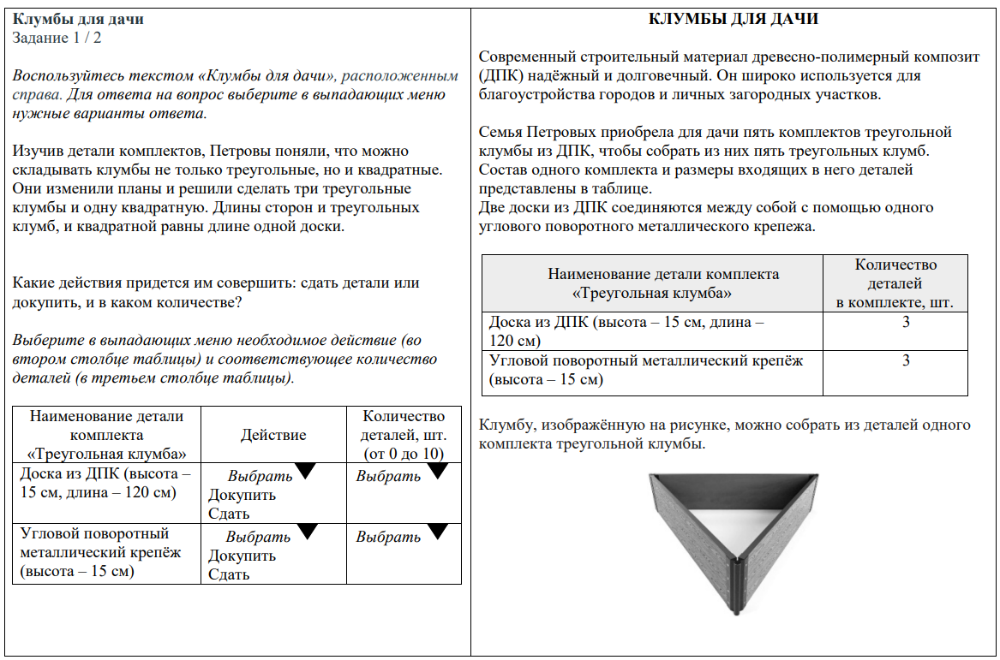 Клумбы для дачи
Задание 1 / 2
Воспользуйтесь текстом «Клумбы для дачи», расположенным
справа. Для ответа на вопрос выберите в выпадающих меню
нужные варианты ответа.
Изучив детали комплектов, Петровы поняли, что можно
складывать клумбы не только треугольные, но и квадратные.
Они изменили планы и решили сделать три треугольные
клумбы и одну квадратную. Длины сторон и треугольных
клумб, и квадратной равны длине одной доски.
Какие действия придется им совершить: сдать детали или
докупить, и в каком количестве?
Выберите в выпадающих меню необходимое действие (во
втором столбце таблицы) и соответствующее количество
деталей (в третьем столбце таблицы).
Наименование детали
комплекта
«Треугольная клумба»
Действие
Количество
деталей, шт.
(от 0 до 10)
Доска из ДПК (высота –
15 см, длина – 120 см)
Выбрать
Докупить
Сдать
Выбрать
Угловой поворотный
металлический крепёж
(высота – 15 см)
Выбрать
Докупить
Сдать
Выбрать
КЛУМБЫ ДЛЯ ДАЧИ
Современный строительный материал древесно-полимерный композит
(ДПК) надёжный и долговечный. Он широко используется для
благоустройства городов и личных загородных участков.
Семья Петровых приобрела для дачи пять комплектов треугольной
клумбы из ДПК, чтобы собрать из них пять треугольных клумб.
Состав одного комплекта и размеры входящих в него деталей
представлены в таблице.
Две доски из ДПК соединяются между собой с помощью одного
углового поворотного металлического крепежа.
Наименование детали комплекта
«Треугольная клумба»
Количество
деталей
в комплекте, шт.
Доска из ДПК (высота – 15 см, длина –
120 см)
3
Угловой поворотный металлический крепёж
(высота – 15 см)
3
Клумбу, изображённую на рисунке, можно собрать из деталей одного
комплекта треугольной клумбы.